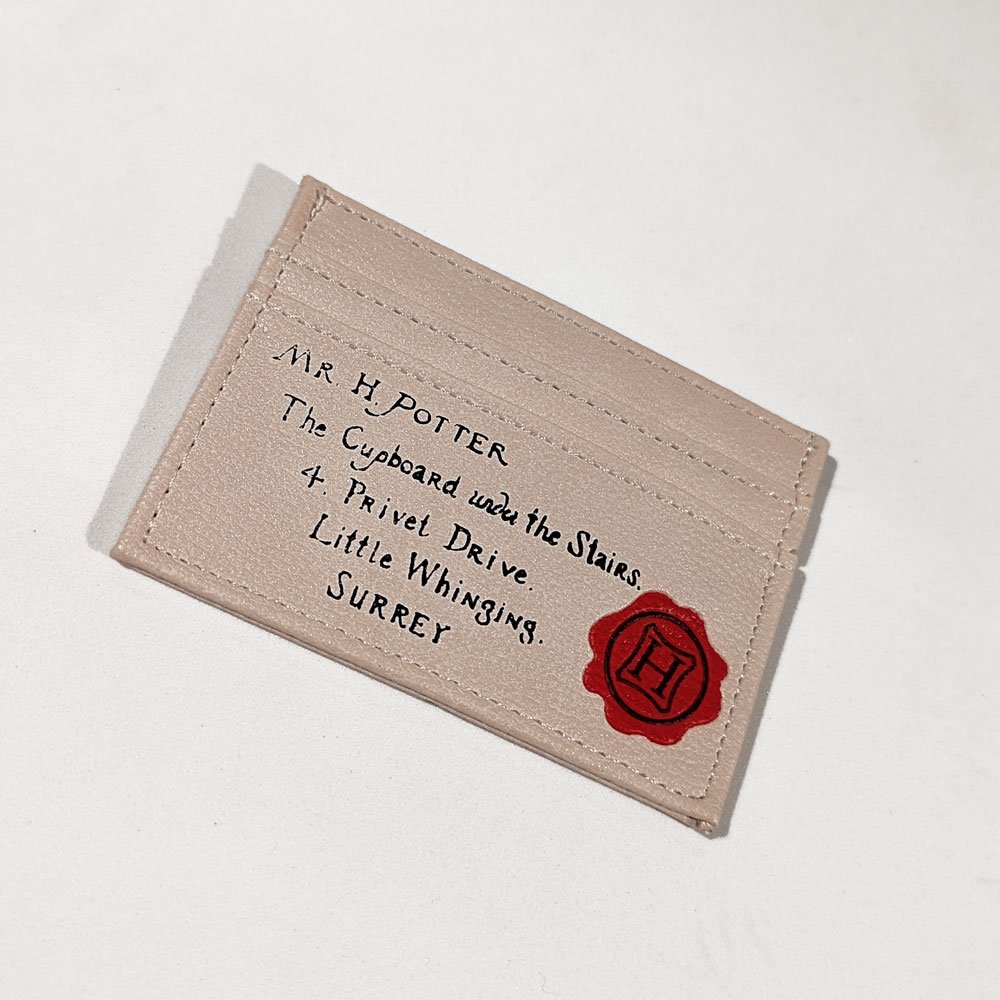 MR. H. POTTER
The Cupboard under the Stairs.
4. Privet DRive.
Little Whinging.
SURREY
H